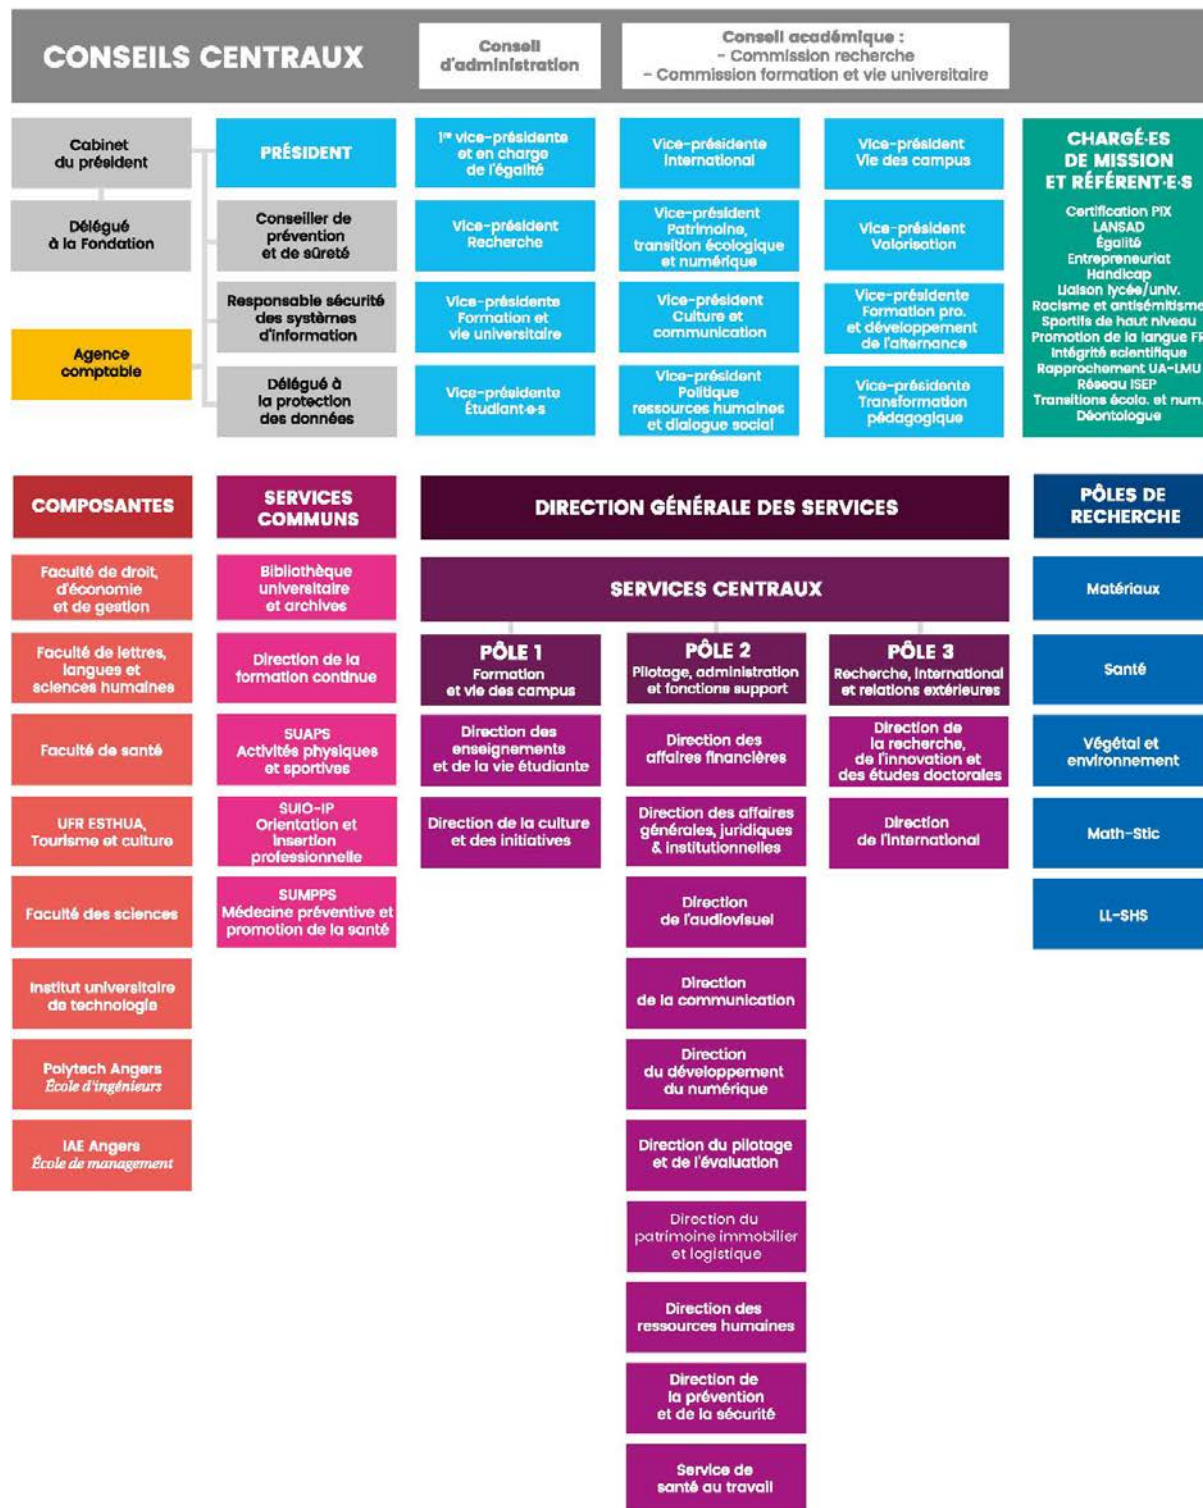 CONSEILS CENTRAUX
Conseil
d'administration
Conseil académique :
- Commission recherche
- Commission formation et vie universitaire
Cabinet
du président
Délégué
à la Fondation
Agence
comptable
PRÉSIDENT
Conseiller de
prévention
et de sûreté
Responsable sécurité
des systèmes
d'information
Délégué à
la protection
des données
1re vice-présidente
et en charge
de l'égalité
Vice-président
Recherche
Vice-présidente
Formation et
vie universitaire
Vice-présidente
Étudiant·e·s
Vice-présidente
International
Vice-président
Patrimoine,
transition écologique
et numérique
Vice-président
Culture et
communication
Vice-président
Politique
ressources humaines
et dialogue social
Vice-président
Vie des campus
Vice-président
Valorisation
Vice-présidente
Formation pro.
et développement
de l'alternance
Vice-présidente
Transformation
pédagogique
CHARGÉ·ES
DE MISSION
ET RÉFÉRENT·E·S
Certification PIX
LANSAD
Égalité
Entrepreneuriat
Handicap
Liaison lycée/univ.
Racisme et antisémitisme
Sportifs de haut niveau
Promotion de la langue FR
Intégrité scientifique
Rapprochement UA-LMU
Réseau ISEP
Transitions écolo. et num.
Déontologue
COMPOSANTES
Faculté de droit,
d'économie
et de gestion
Faculté de lettres,
langues et
sciences humaines
Faculté de santé
UFR ESTHUA,
Tourisme et culture
Faculté des sciences
Institut universitaire
de technologie
Polytech Angers
École d'ingénieurs
IAE Angers
École de management
SERVICES
COMMUNS
Bibliothèque
universitaire
et archives
Direction de la
formation continue
SUAPS
Activités physiques
et sportives
SUIO-IP
Orientation et
insertion
professionnelle
SUMPPS
Médecine préventive et
promotion de la santé
DIRECTION GÉNÉRALE DES SERVICES
SERVICES CENTRAUX
PÔLE 1
Formation
et vie des campus
Direction des
enseignements
et de la vie étudiante
Direction de la culture
et des initiatives
PÔLE 2
Pilotage, administration
et fonctions support
Direction des
affaires financières
Direction des affaires
générales, juridiques
& institutionnelles
Direction
de l'audiovisuel
Direction
de la communication
Direction
du développement
du numérique
Direction du pilotage
et de l'évaluation
Direction du
patrimoine immobilier
et logistique
Direction des
ressources humaines
Direction de
la prévention
et de la sécurité
Service de
santé au travail
PÔLE 3
Recherche, international
et relations extérieures
Direction de
la recherche,
de l'innovation et
des études doctorales
Direction
de l'international
PÔLES DE
RECHERCHE
Matériaux
Santé
Végétal et
environnement
Math-Stic
LL-SHS